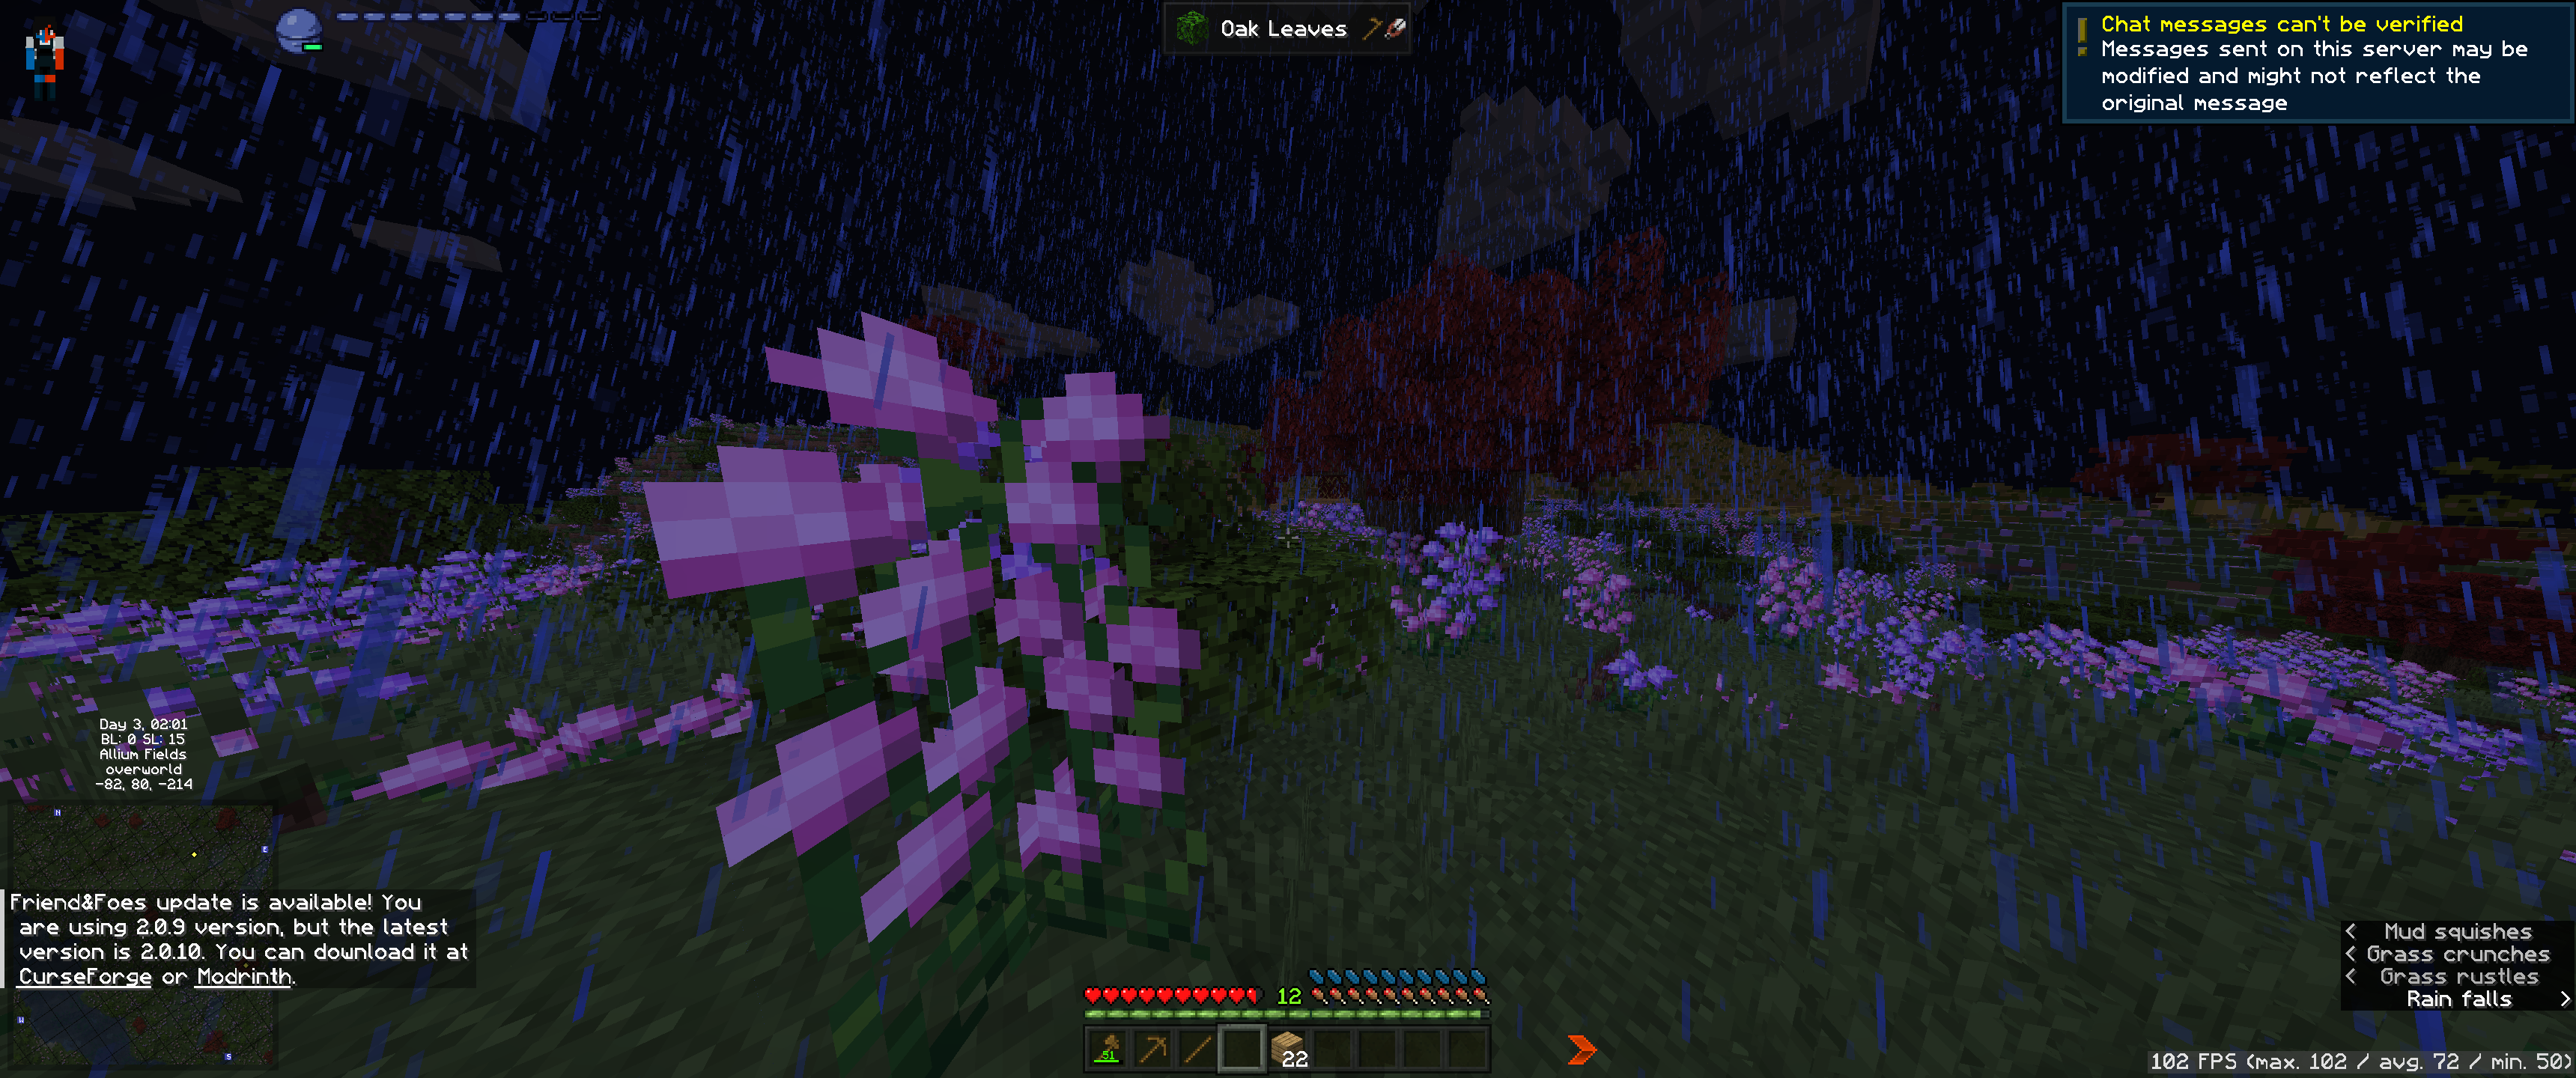 Oak Leaves
Chat messages can't be verified
Messages sent on this server may be
modified and might not reflect the
original message
Day 3, 02:01
BL: 0 SL: 15
Allium Fields
overworld
-82, 80, -214
N
E
Friend&Foes update is available! You
are using 2.0.9 version, but the latest
version is 2.0.10. You can download it at
CurseForge or Modrinth.
W
S
< Mud squishes
< Grass crunches
< Grass rustles
Rain falls >
12
51
22
102 FPS (max. 102 / avg. 72 / min. 50)